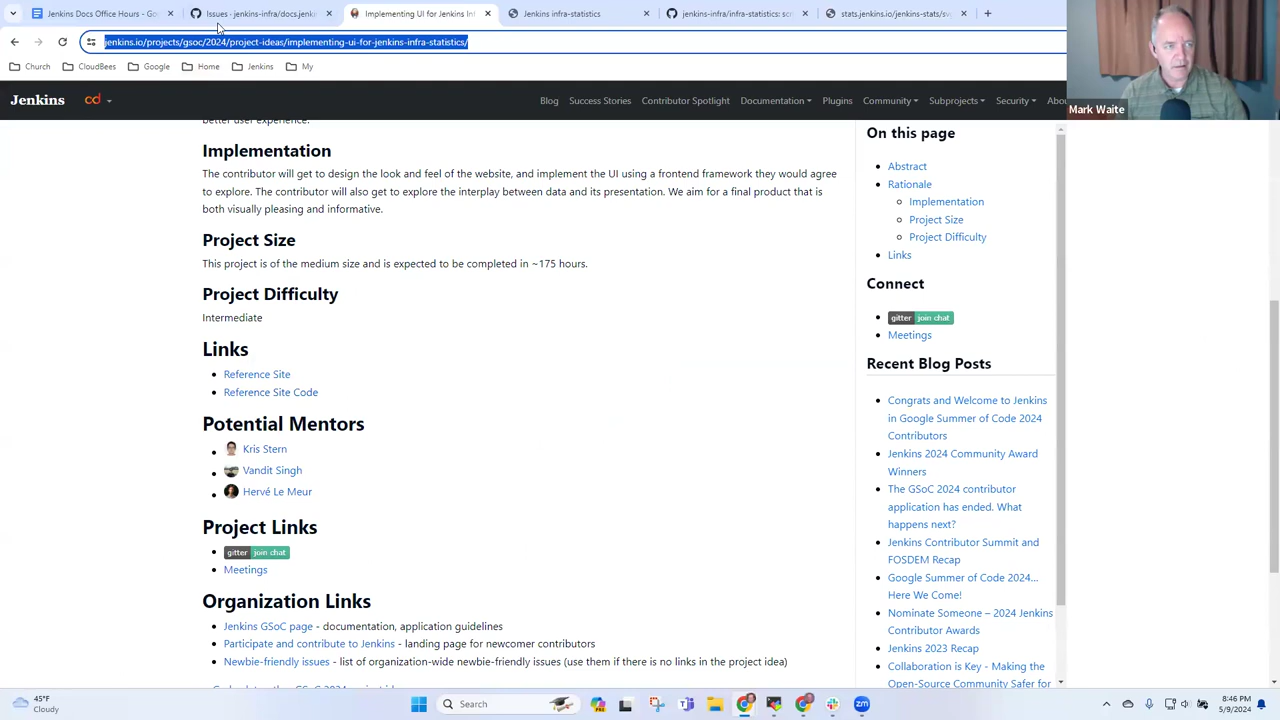 Jenkins Docs Office Hours - Go
Issues · jenkins-infra/docs.jenkin
Implementing UI for Jenkins Inf
Jenkins infra-statistics
jenkins-infra/infra-statistics: scr
stats.jenkins.io/jenkins-stats/sv
jenkins.io/projects/gsoc/2024/project-ideas/implementing-ui-for-jenkins-infra-statistics/
Church
CloudBees
Google
Home
Jenkins
My
Mark Waite
Jenkins
cd
Blog
Success Stories
Contributor Spotlight
Documentation
Plugins
Community
Subprojects
Security
Abou
better user experience.
Implementation
The contributor will get to design the look and feel of the website, and implement the UI using a frontend framework they would agree
to explore. The contributor will also get to explore the interplay between data and its presentation. We aim for a final product that is
both visually pleasing and informative.
Project Size
This project is of the medium size and is expected to be completed in ~175 hours.
Project Difficulty
Intermediate
Links
Reference Site
Reference Site Code
Potential Mentors
Kris Stern
Vandit Singh
Hervé Le Meur
Project Links
gitter join chat
Meetings
Organization Links
Jenkins GSoC page - documentation, application guidelines
Participate and contribute to Jenkins - landing page for newcomer contributors
Newbie-friendly issues - list of organization-wide newbie-friendly issues (use them if there is no links in the project idea)
On this page
Abstract
Rationale
Implementation
Project Size
Project Difficulty
Links
Connect
gitter join chat
Meetings
Recent Blog Posts
Congrats and Welcome to Jenkins
in Google Summer of Code 2024
Contributors
Jenkins 2024 Community Award
Winners
The GSoC 2024 contributor
application has ended. What
happens next?
Jenkins Contributor Summit and
FOSDEM Recap
Google Summer of Code 2024...
Here We Come!
Nominate Someone – 2024 Jenkins
Contributor Awards
Jenkins 2023 Recap
Collaboration is Key - Making the
Open-Source Community Safer for
45°F
Cloudy
Search
8:46 PM
5/9/2024